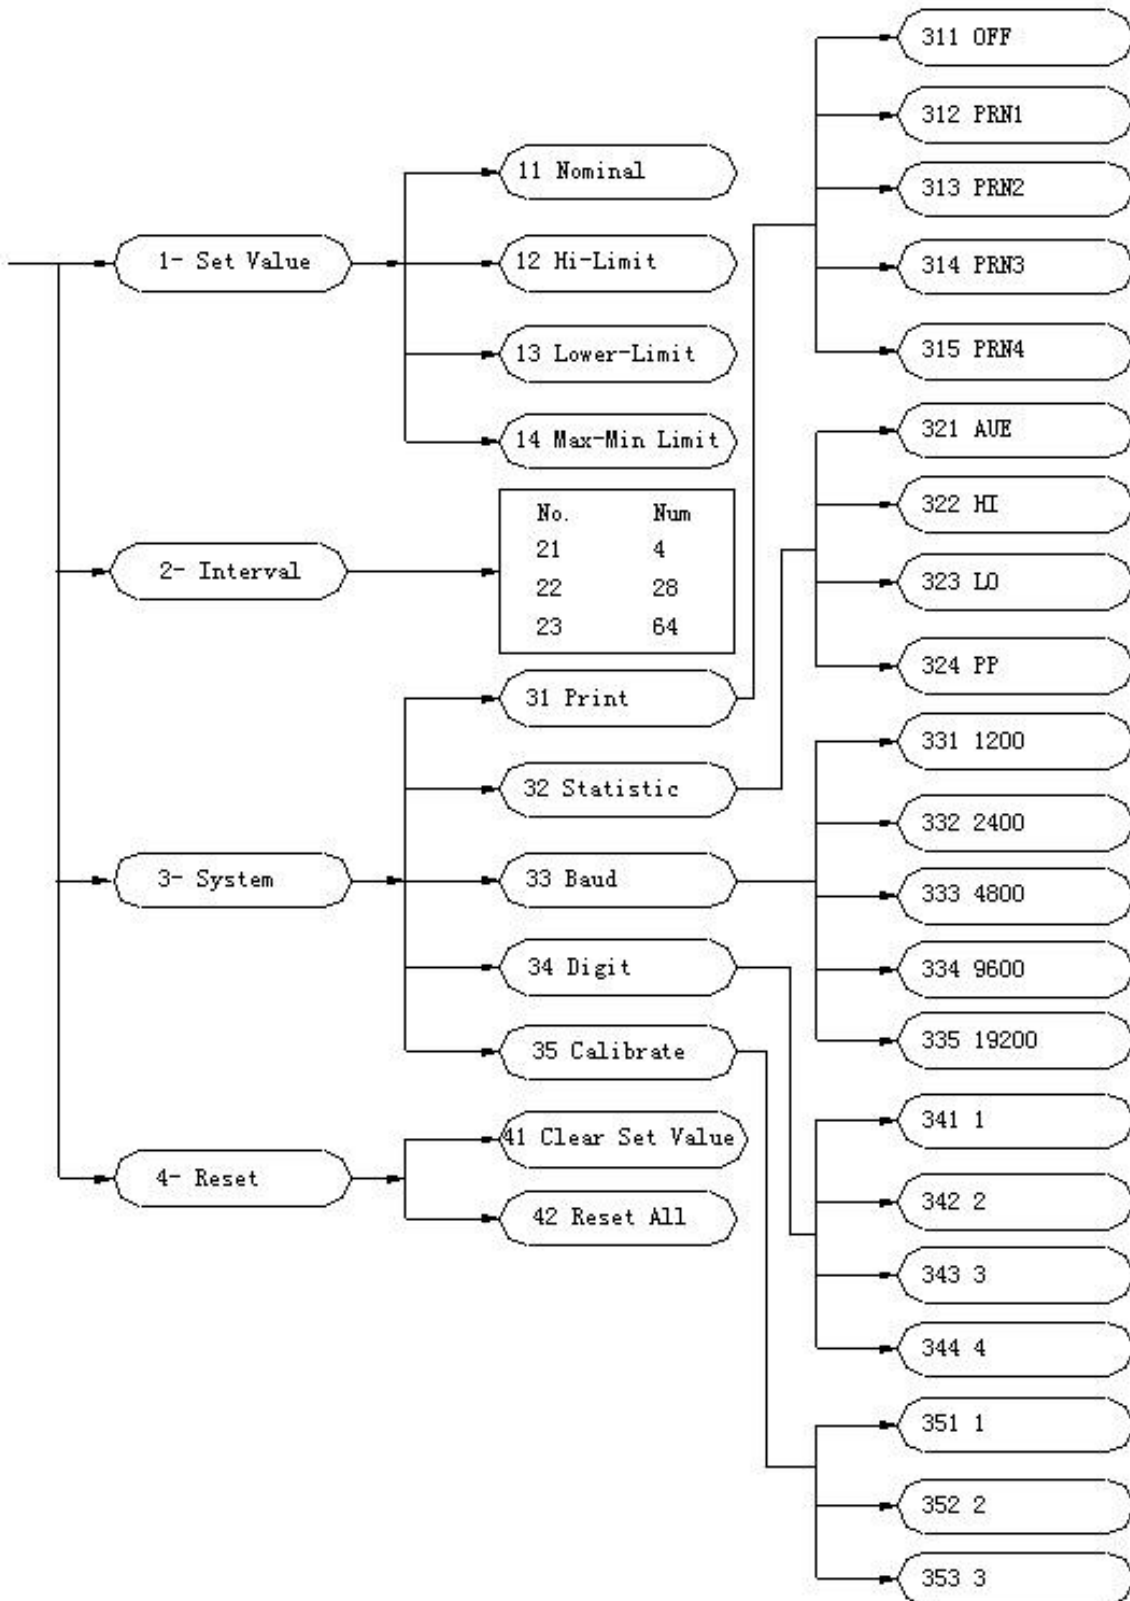 1- Set Value
11 Nominal
12 Hi-Limit
13 Lower-Limit
14 Max-Min Limit
2- Interval
No. Num
21 4
22 28
23 64
3- System
31 Print
32 Statistic
33 Baud
34 Digit
35 Calibrate
4- Reset
41 Clear Set Value
42 Reset All
311 OFF
312 PRN1
313 PRN2
314 PRN3
315 PRN4
321 AUE
322 HI
323 LO
324 PP
331 1200
332 2400
333 4800
334 9600
335 19200
341 1
342 2
343 3
344 4
351 1
352 2
353 3